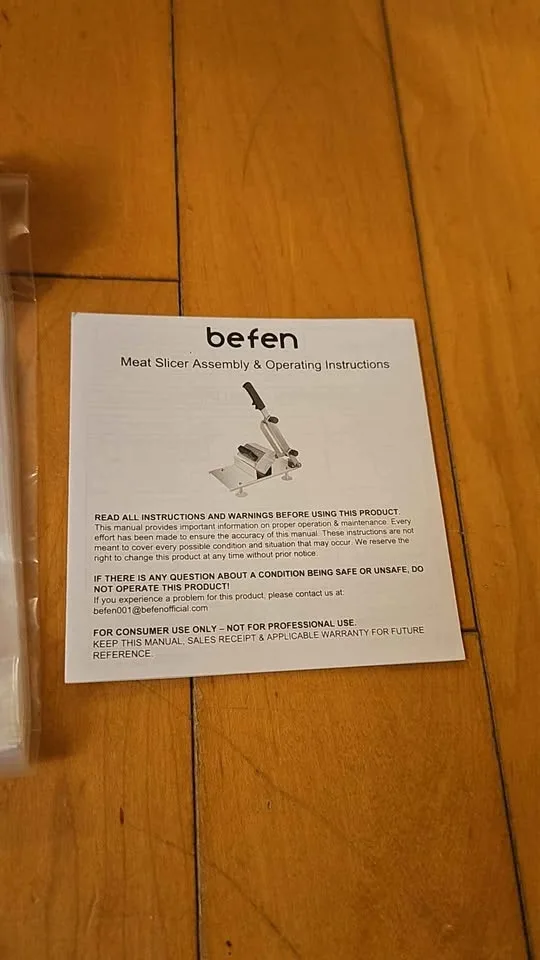 befen
Meat Slicer Assembly & Operating Instructions
READ ALL INSTRUCTIONS AND WARNINGS BEFORE USING THIS PRODUCT.
This manual provides important information on proper operation & maintenance. Every
effort has been made to ensure the accuracy of this manual. These instructions are not
meant to cover every possible condition and situation that may occur. We reserve the
right to change this product at any time without prior notice.
IF THERE IS ANY QUESTION ABOUT A CONDITION BEING SAFE OR UNSAFE, DO
NOT OPERATE THIS PRODUCT!
If you experience a problem for this product, please contact us at:
befen001@befenofficial.com
FOR CONSUMER USE ONLY – NOT FOR PROFESSIONAL USE.
KEEP THIS MANUAL, SALES RECEIPT & APPLICABLE WARRANTY FOR FUTURE
REFERENCE.